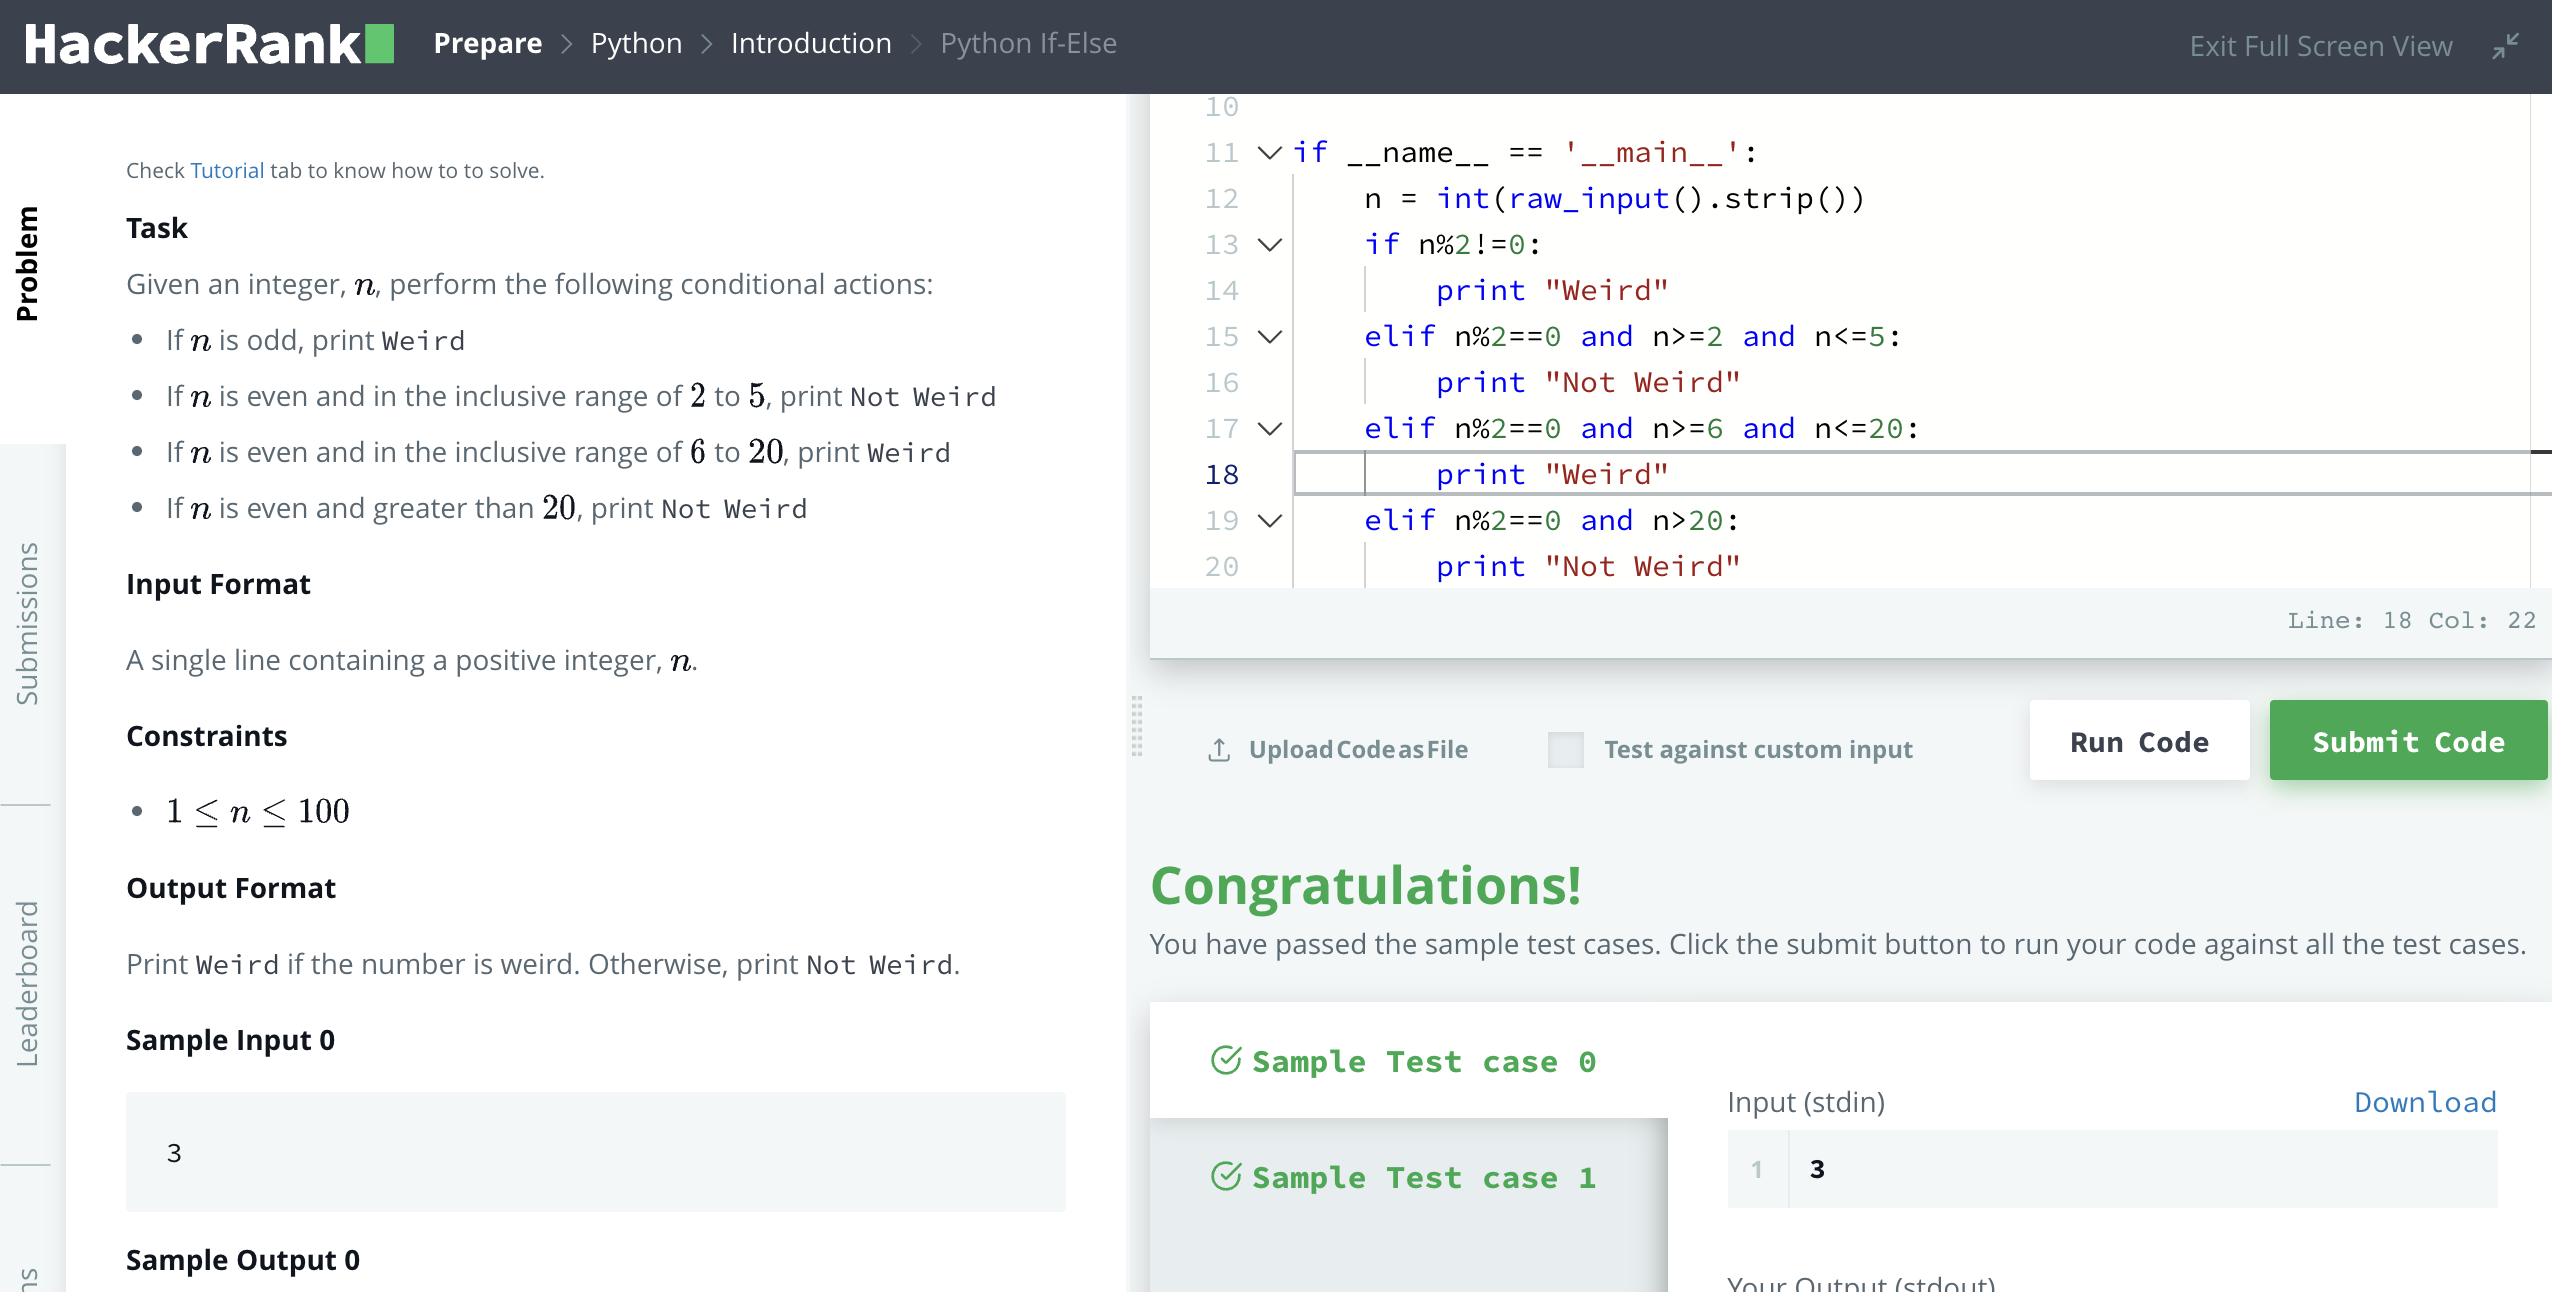 HackerRank Prepare > Python > Introduction > Python If-Else Exit Full Screen View
Problem
Submissions
Leaderboard
ns
Check Tutorial tab to know how to to solve.
Task
Given an integer, n, perform the following conditional actions:
• If n is odd, print Weird
• If n is even and in the inclusive range of 2 to 5, print Not Weird
• If n is even and in the inclusive range of 6 to 20, print Weird
• If n is even and greater than 20, print Not Weird
Input Format
A single line containing a positive integer, n.
Constraints
• 1 ≤ n ≤ 100
Output Format
Print Weird if the number is weird. Otherwise, print Not Weird.
Sample Input 0
3
Sample Output 0
10
11 if __name__ == '__main__':
12     n = int(raw_input().strip())
13     if n%2!=0:
14         print "Weird"
15     elif n%2==0 and n>=2 and n<=5:
16         print "Not Weird"
17     elif n%2==0 and n>=6 and n<=20:
18         print "Weird"
19     elif n%2==0 and n>20:
20         print "Not Weird"
Line: 18 Col: 22
Upload Code as File Test against custom input Run Code Submit Code
Congratulations!
You have passed the sample test cases. Click the submit button to run your code against all the test cases.
Sample Test case 0
Sample Test case 1
Input (stdin) Download
1 3
Your Output (stdout)